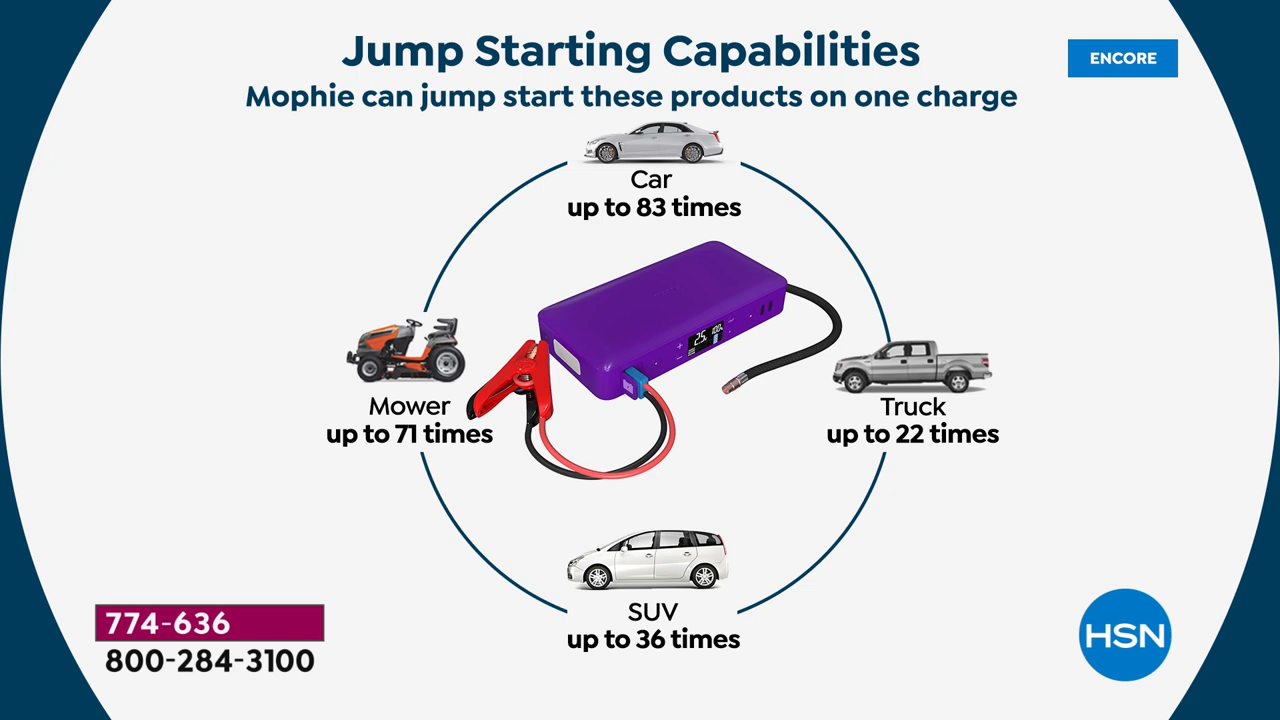 Jump Starting Capabilities
ENCORE
Mophie can jump start these products on one charge
Car
up to 83 times
Mower
up to 71 times
Truck
up to 22 times
SUV
up to 36 times
774-636
800-284-3100
HSN